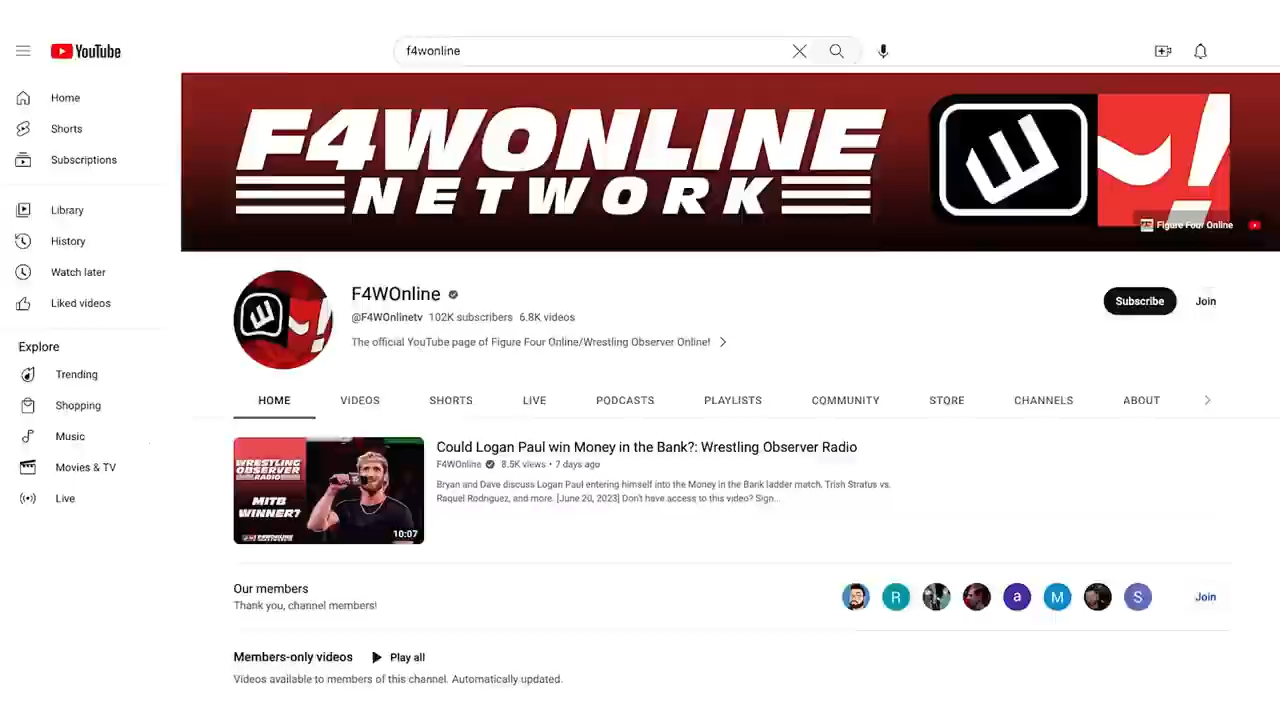 YouTube
f4wonline
Home
Shorts
Subscriptions
Library
History
Watch later
Liked videos
Explore
Trending
Shopping
Music
Movies & TV
Live
F4WONLINE
NETWORK
Figure Four Online
F4WOnline
@F4WOnlinetv 102K subscribers 6.8K videos
The official YouTube page of Figure Four Online/Wrestling Observer Online!
Subscribe
Join
HOME VIDEOS SHORTS LIVE PODCASTS PLAYLISTS COMMUNITY STORE CHANNELS ABOUT
WRESTLING
OBSERVER
RADIO
MITB
WINNER?
F4WONLINE
10:07
Could Logan Paul win Money in the Bank?: Wrestling Observer Radio
F4WOnline 8.5K views • 7 days ago
Bryan and Dave discuss Logan Paul entering himself into the Money in the Bank ladder match. Trish Stratus vs.
Raquel Rodriguez, and more. [June 20, 2023] Don't have access to this video? Sign...
Our members
Thank you, channel members!
R
a
M
S
Join
Members-only videos Play all
Videos available to members of this channel. Automatically updated.